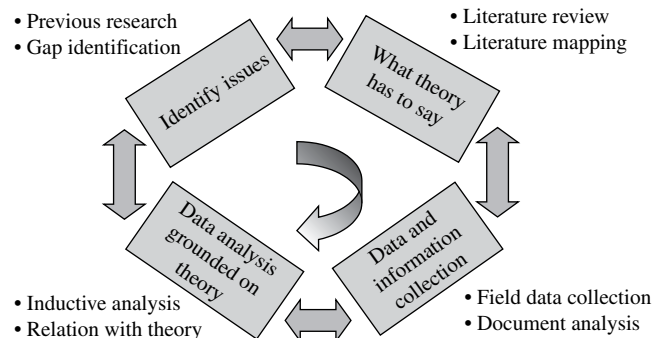 • Previous research
• Gap identification
• Literature review
• Literature mapping
Identify issues
What theory
has to say
Data analysis
grounded on
theory
Data and
information
collection
• Inductive analysis
• Relation with theory
• Field data collection
• Document analysis